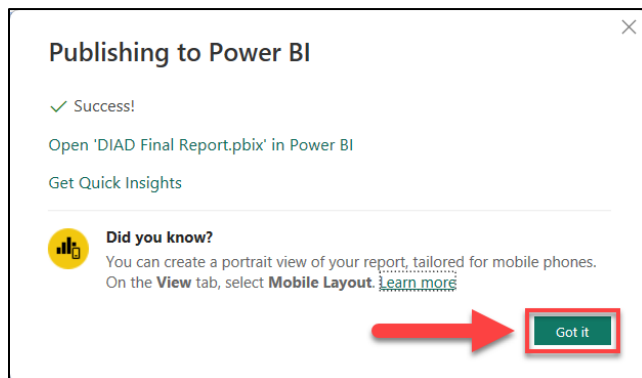 Publishing to Power BI
Success!
Open 'DIAD Final Report.pbix' in Power BI
Get Quick Insights
Did you know?
You can create a portrait view of your report, tailored for mobile phones.
On the View tab, select Mobile Layout. Learn more
Got it